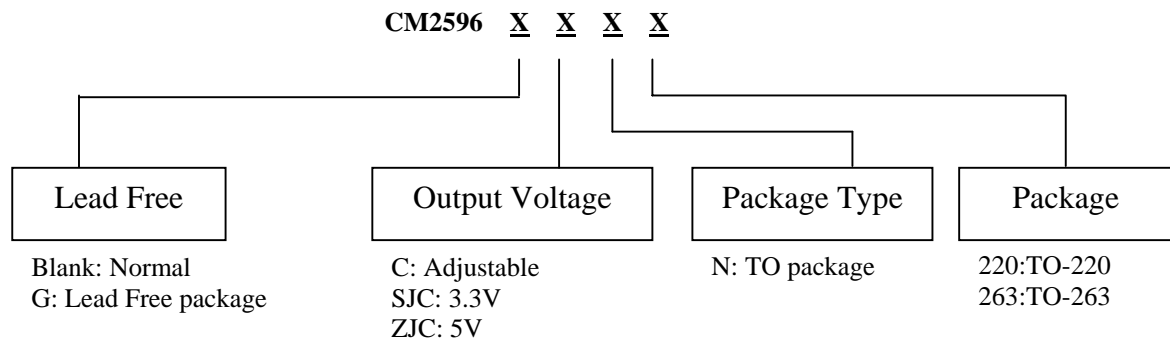 CM2596 X X X X
Lead Free
Output Voltage
Package Type
Package
Blank: Normal
G: Lead Free package
C: Adjustable
SJC: 3.3V
ZJC: 5V
N: TO package
220:TO-220
263:TO-263